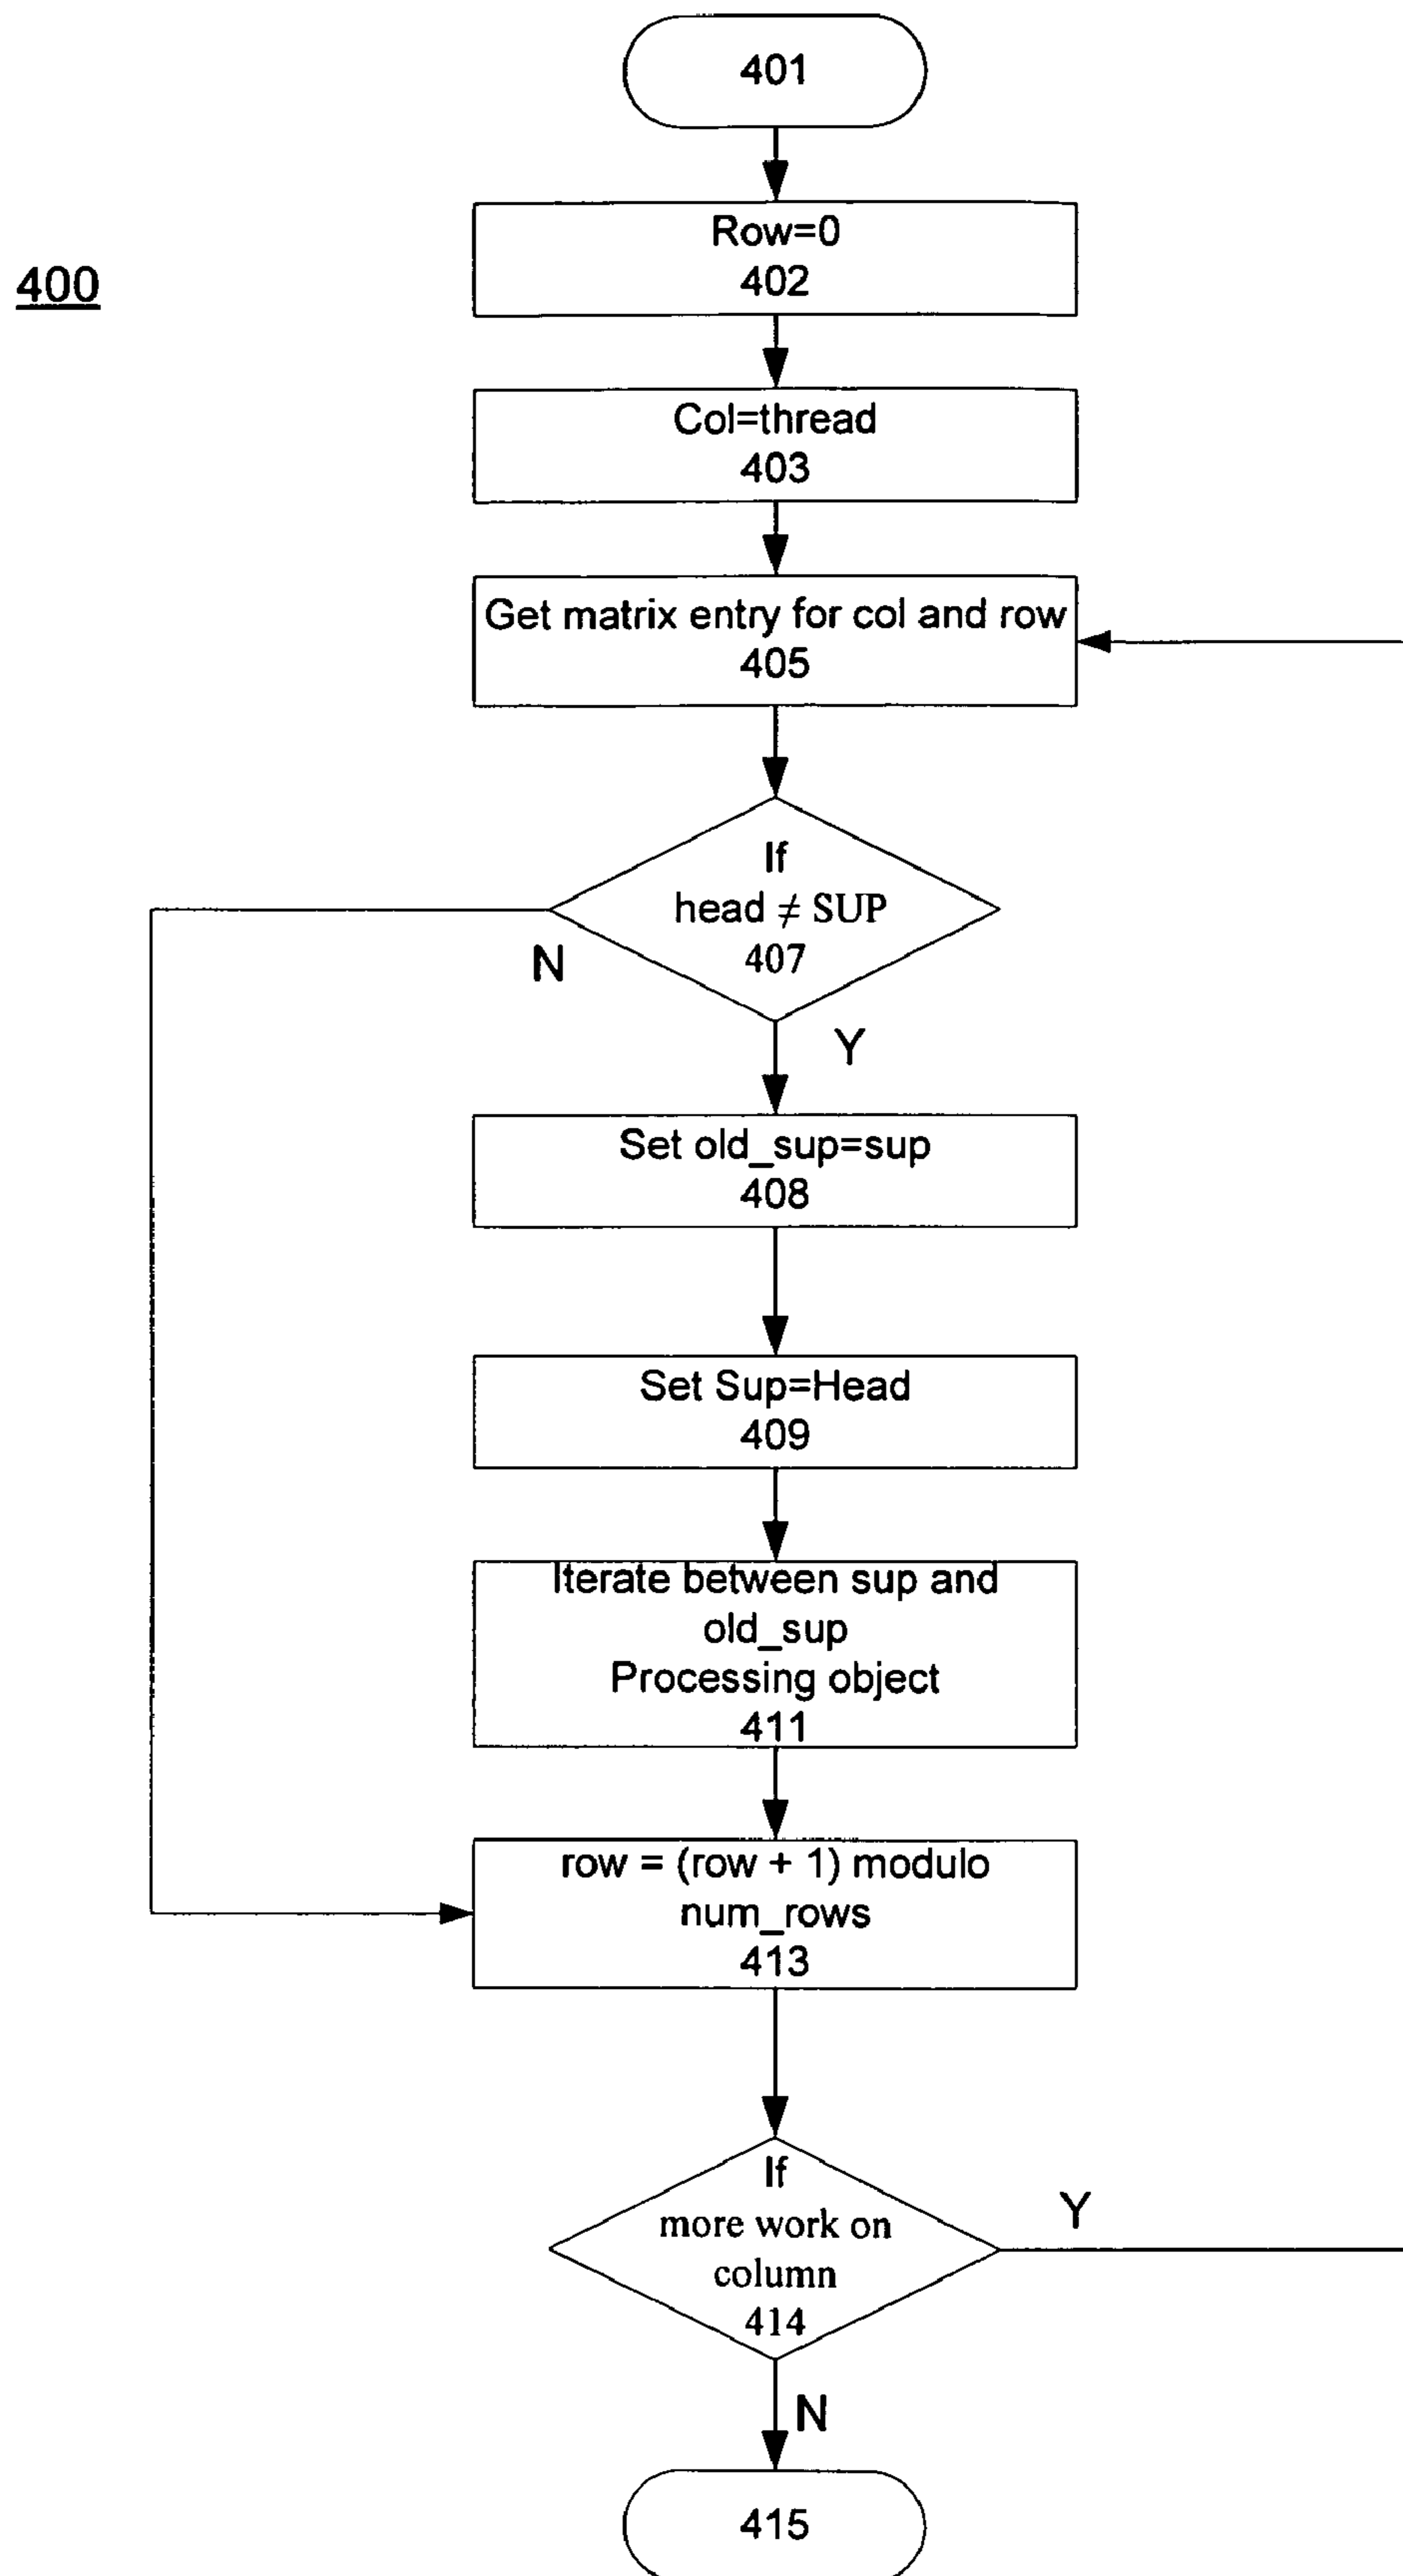 401
Row=0
402
400
Col=thread
403
Get matrix entry for col and row
405
If
head ≠ SUP
407
N
Y
Set old_sup=sup
408
Set Sup=Head
409
Iterate between sup and
old_sup
Processing object
411
row = (row + 1) modulo
num_rows
413
If
more work on
column
414
Y
N
415